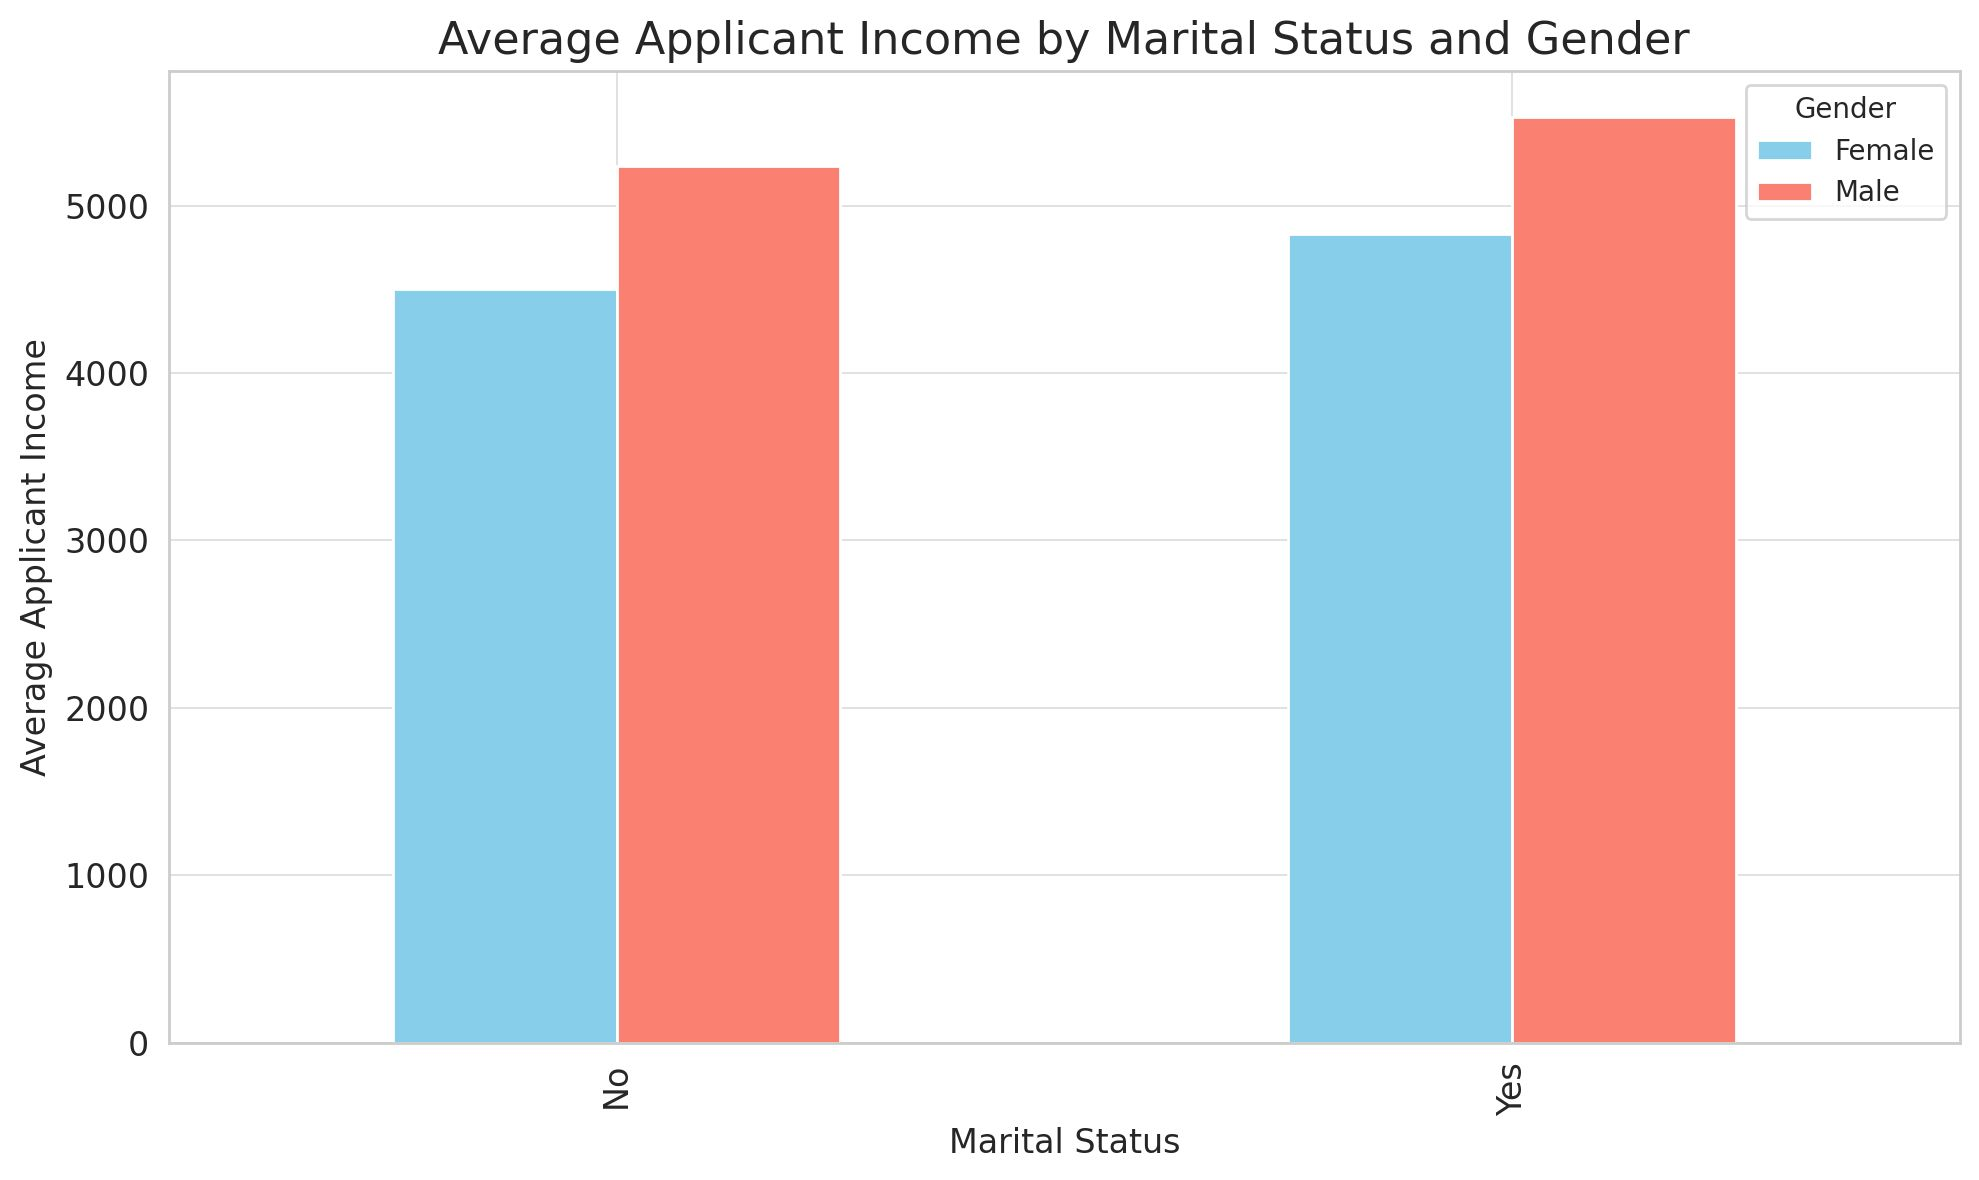 Average Applicant Income by Marital Status and Gender
Gender
Female
Male
Average Applicant Income
5000
4000
3000
2000
1000
0
No
Yes
Marital Status